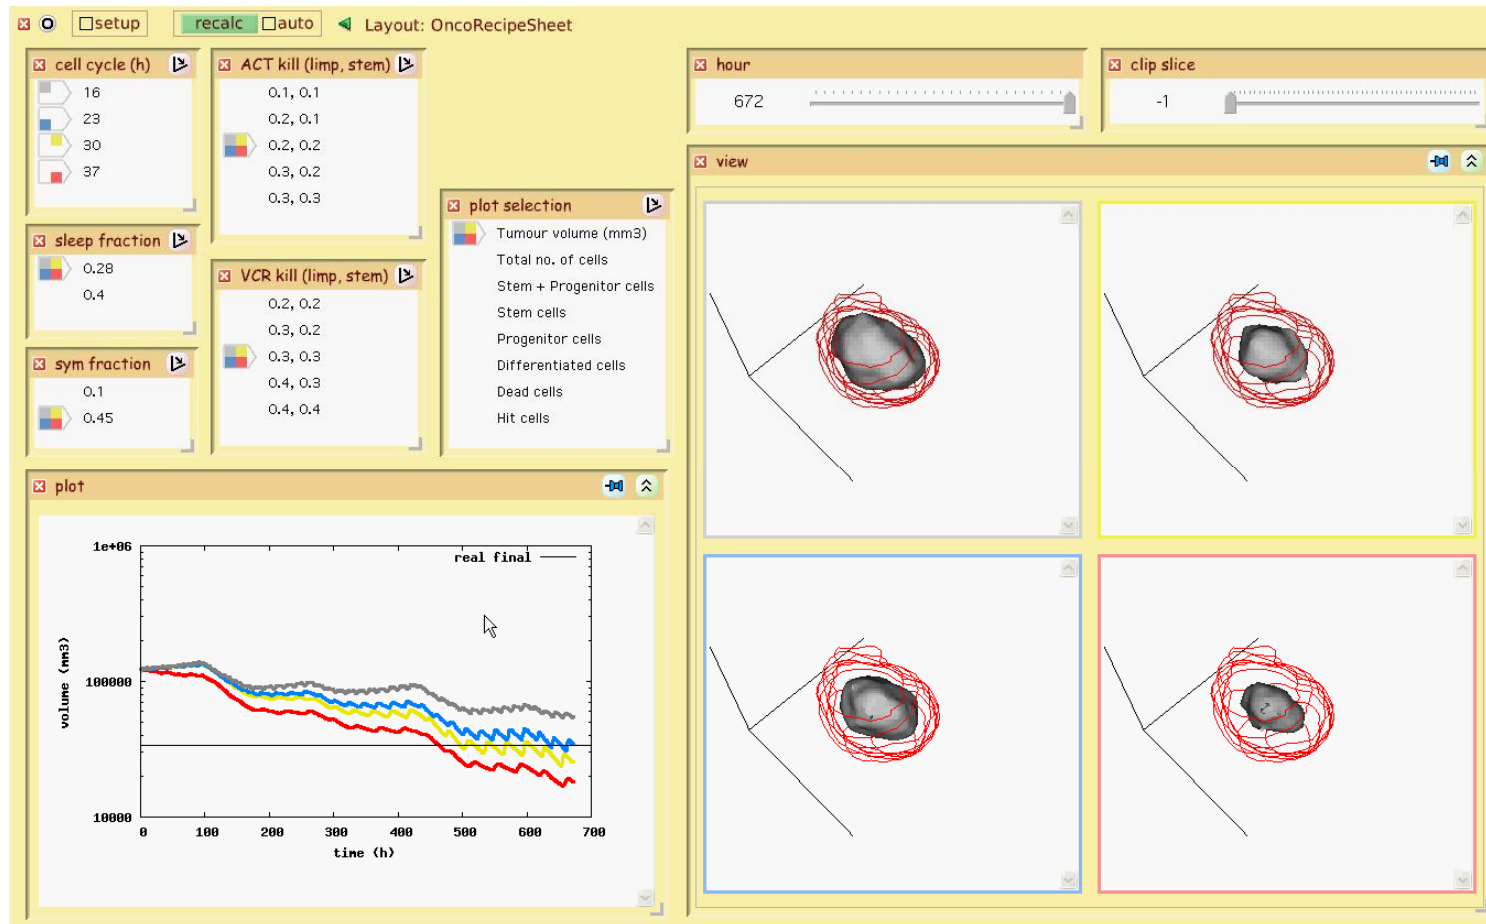 setup recalc auto Layout: OncoRecipeSheet
cell cycle (h)
16
23
30
37
ACT kill (limp, stem)
0.1, 0.1
0.2, 0.1
0.2, 0.2
0.3, 0.2
0.3, 0.3
sleep fraction
0.28
0.4
VCR kill (limp, stem)
0.2, 0.2
0.3, 0.2
0.3, 0.3
0.4, 0.3
0.4, 0.4
sym fraction
0.1
0.45
plot selection
Tumour volume (mm3)
Total no. of cells
Stem + Progenitor cells
Stem cells
Progenitor cells
Differentiated cells
Dead cells
Hit cells
hour
672
clip slice
-1
view
plot
1e+06
real final
100000
volume (mm3)
10000
0 100 200 300 400 500 600 700
time (h)